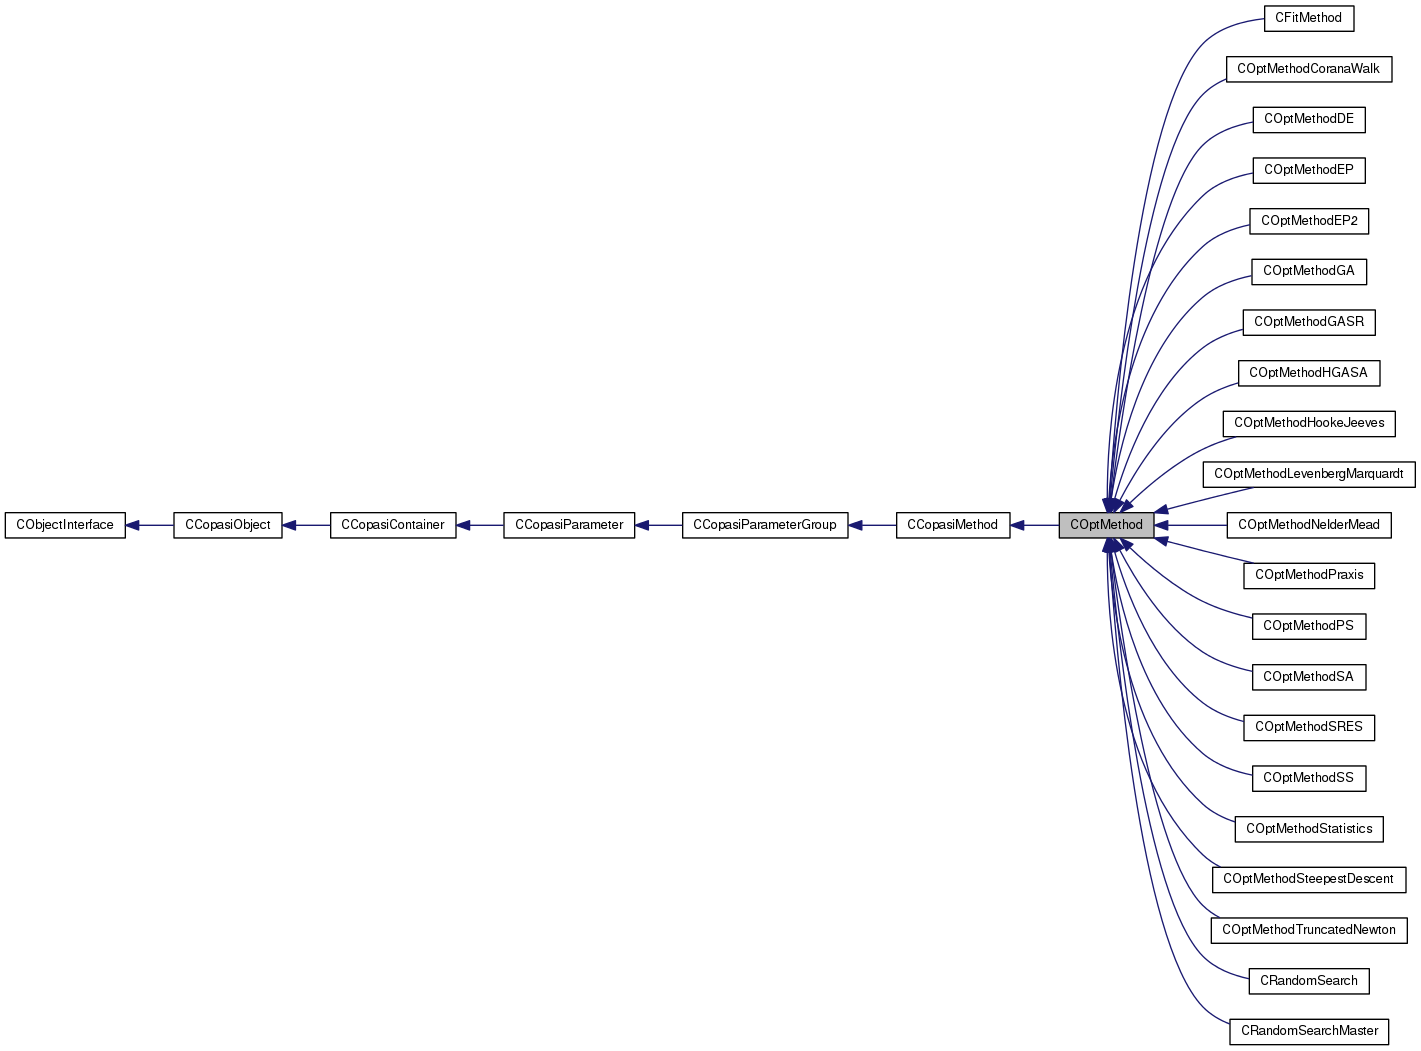 CFitMethod
COptMethodCoranaWalk
COptMethodDE
COptMethodEP
COptMethodEP2
COptMethodGA
COptMethodGASR
COptMethodHGASA
COptMethodHookeJeeves
COptMethodLevenbergMarquardt
CObjectInterface
CCopasiObject
CCopasiContainer
CCopasiParameter
CCopasiParameterGroup
CCopasiMethod
COptMethod
COptMethodNelderMead
COptMethodPraxis
COptMethodPS
COptMethodSA
COptMethodSRES
COptMethodSS
COptMethodStatistics
COptMethodSteepestDescent
COptMethodTruncatedNewton
CRandomSearch
CRandomSearchMaster